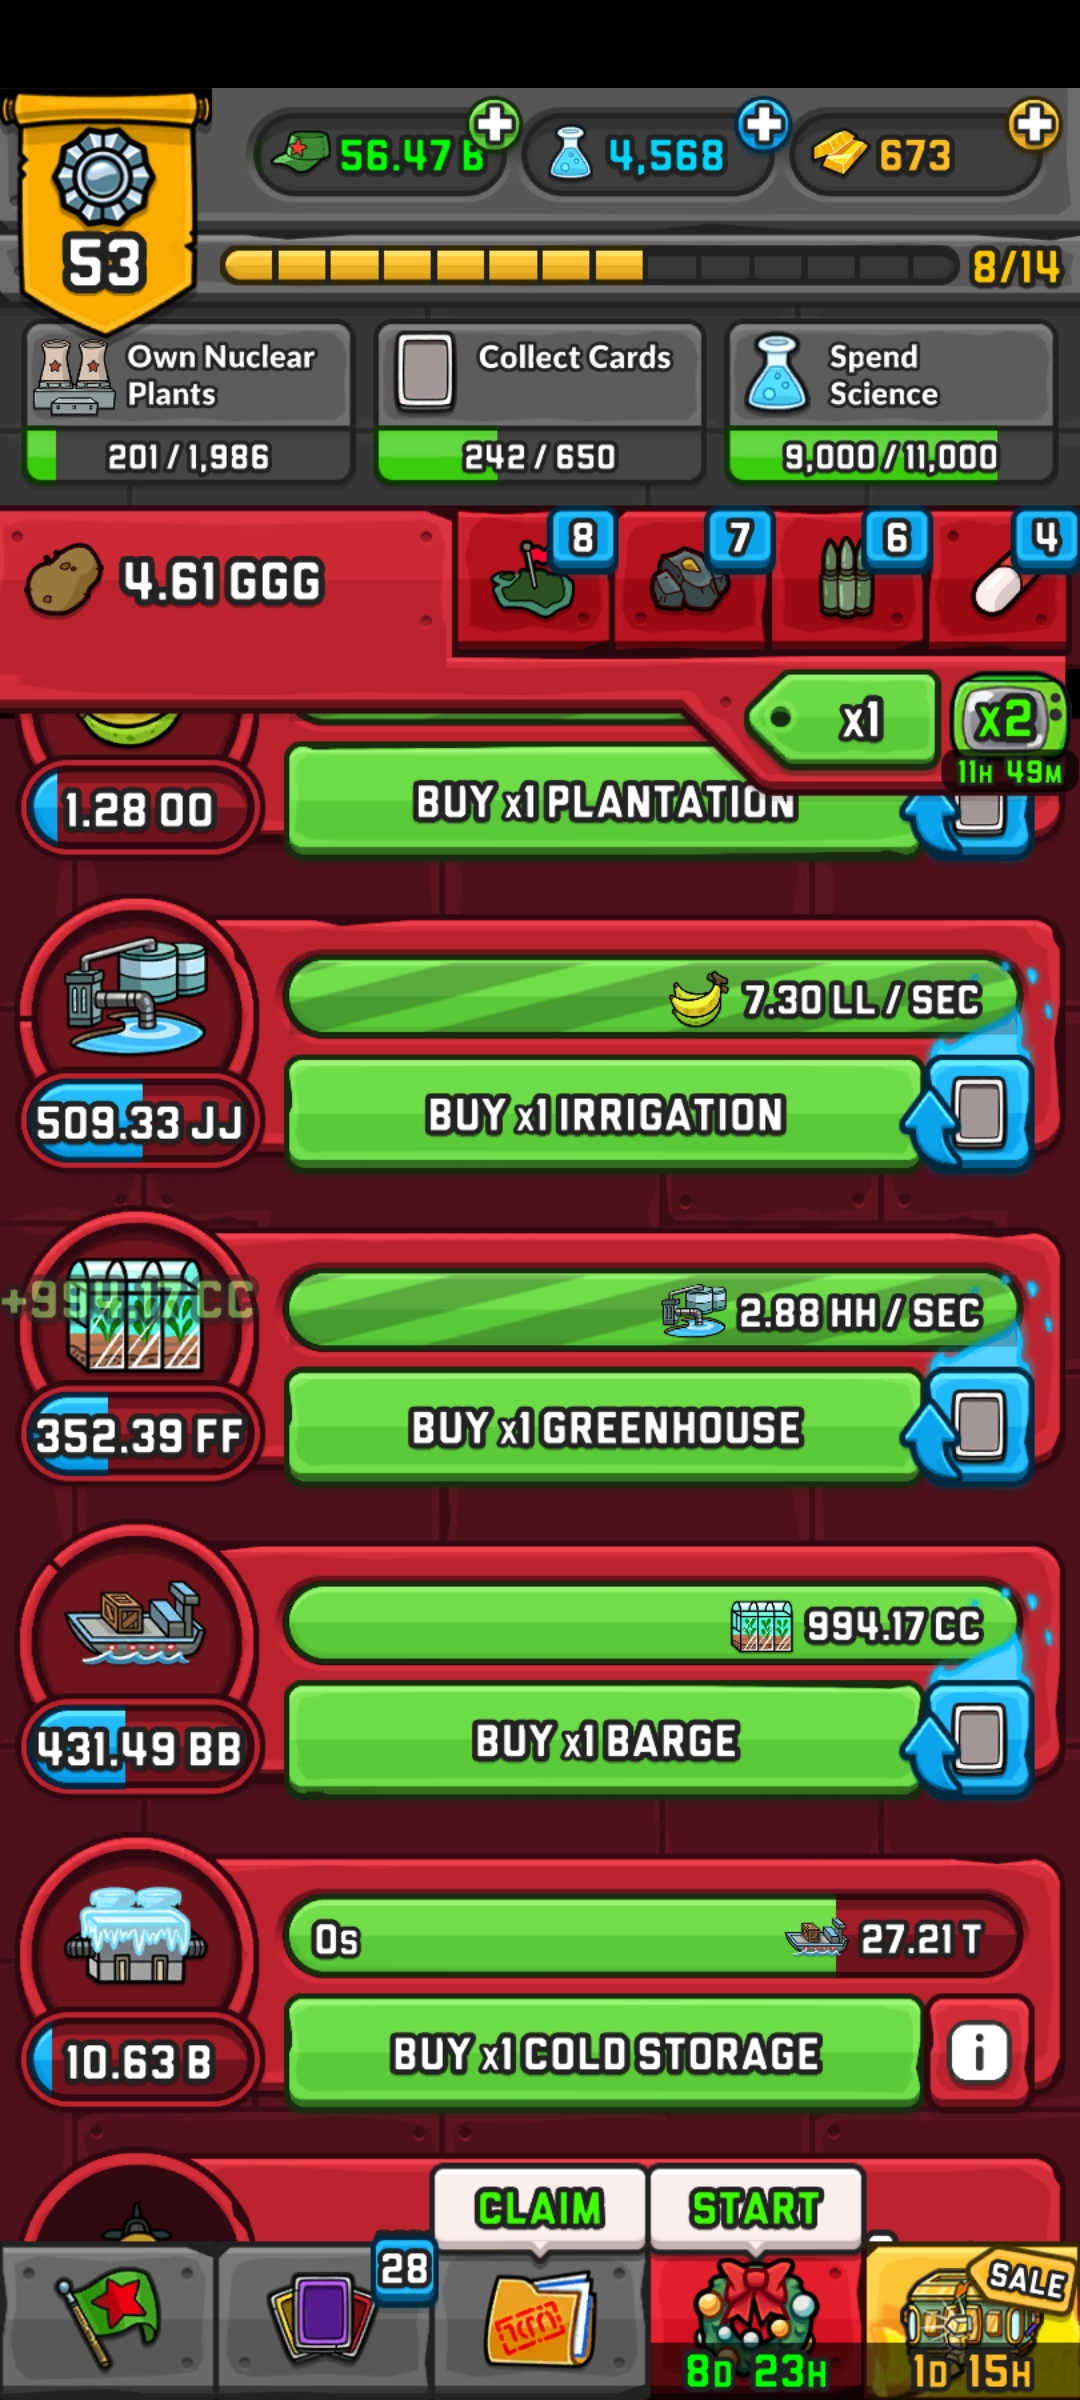 56.47 B
4,568
673
53
8/14
Own Nuclear
Plants
Collect Cards
Spend
Science
201/1,986
242/650
9,000/11,000
4.61 GGG
8
7
6
4
x1
x2
11H 49M
1.28 OO
BUY x1 PLANTATION
7.30 LL / SEC
509.33 JJ
BUY x1 IRRIGATION
+994.17 CC
2.88 HH / SEC
352.39 FF
BUY x1 GREENHOUSE
994.17 CC
431.49 BB
BUY x1 BARGE
0s
27.21 T
10.63 B
BUY x1 COLD STORAGE
i
CLAIM
START
28
SALE
8D 23H
1D 15H